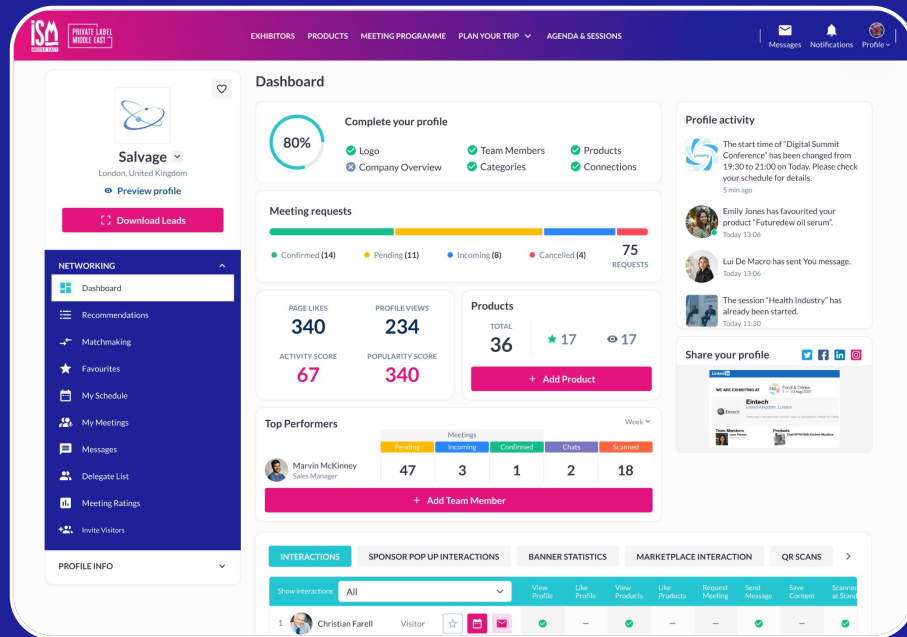 ISM
MIDDLE EAST
PRIVATE LABEL
MIDDLE EAST
EXHIBITORS PRODUCTS MEETING PROGRAMME PLAN YOUR TRIP AGENDA & SESSIONS
Messages Notifications Profile
Salvage
London, United Kingdom
Preview profile
Download Leads
NETWORKING
Dashboard
Recommendations
Matchmaking
Favourites
My Schedule
My Meetings
Messages
Delegate List
Meeting Ratings
Invite Visitors
PROFILE INFO
Dashboard
80%
Complete your profile
Logo Team Members Products
Company Overview Categories Connections
Meeting requests
Confirmed (14) Pending (11) Incoming (8) Cancelled (4)
75
REQUESTS
PAGE LIKES PROFILE VIEWS
340 234
ACTIVITY SCORE POPULARITY SCORE
67 340
Products
TOTAL
36 17 17
+ Add Product
Top Performers Week
Meetings
Pending Incoming Confirmed Chats Scanned
Marvin McKinney
Sales Manager
47 3 1 2 18
+ Add Team Member
INTERACTIONS SPONSOR POP UP INTERACTIONS BANNER STATISTICS MARKETPLACE INTERACTION QR SCANS
Show interactions All
View Profile Like Profile View Products Like Products Request Meeting Send Message Save Content Scanned at Stand
1 Christian Farell Visitor
Profile activity
The start time of "Digital Summit
Conference" has been changed from
19:30 to 21:00 on Today. Please check
your schedule for details.
5 min ago
Emily Jones has favourited your
product "Futuredew oil serum".
Today 13:06
Lui De Macro has sent You message.
Today 13:06
The session "Health Industry" has
already been started.
Today 11:30
Share your profile
LinkedIn
WE ARE EXHIBITING AT
Food & Drinks
Eintech
Eintech
United Kingdom, London
Team Members Products